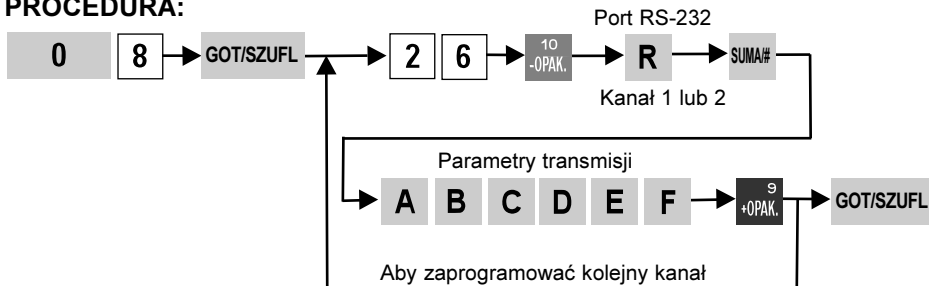 PROCEDURA:
Port RS-232
0 8 GOT/SZUFL 2 6 10 -OPAK. R SUMA/#
Kanał 1 lub 2
Parametry transmisji
A B C D E F 9 +OPAK. GOT/SZUFL
Aby zaprogramować kolejny kanał